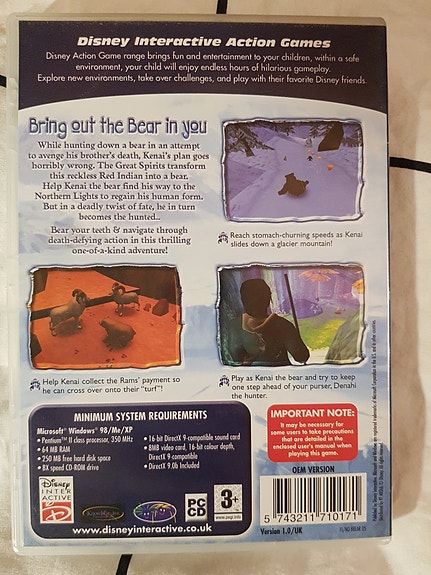 Disney Interactive Action Games
Disney Action Game range brings fun and entertainment to your children, within a safe
environment, your child will enjoy endless hours of hilarious gameplay.
Explore new environments, take over challenges, and play with their favorite Disney friends.
Bring out the Bear in you
While hunting down a bear in an attempt
to avenge his brother's death, Kenai's plan goes
horribly wrong. The Great Spirits transform
this reckless Red Indian into a bear.
Help Kenai the bear find his way to the
Northern Lights to regain his human form.
But in a deadly twist of fate, he in turn
becomes the hunted..
Bear your teeth & navigate through
death-defying action in this thrilling
one-of-a-kind adventure!
Reach stomach-churning speeds as Kenai
slides down a glacier mountain!
Help Kenai collect the Rams' payment so
he can cross over onto their "turf"!
Play as Kenai the bear and try to keep
one step ahead of your purser, Denahi
the hunter.
MINIMUM SYSTEM REQUIREMENTS
Microsoft® Windows® 98/Me/XP
• Pentium™ II class processor, 350 MHz
• 64 MB RAM
• 250 MB free hard disk space
• 8X speed CD-ROM drive
• 16-bit DirectX 9-compatible sound card
• 8MB video card, 16-bit colour depth,
DirectX 9-compatible
• DirectX 9.0b Included
IMPORTANT NOTE:
It may be necessary for
some users to take precautions
that are detailed in the
enclosed user's manual when
playing this game.
OEM VERSION
Disney
INTER
ACTIVE
PC
CD
3+
www.pegi.info
www.disneyinteractive.co.uk
5 743211 710171
Version 1.0/UK